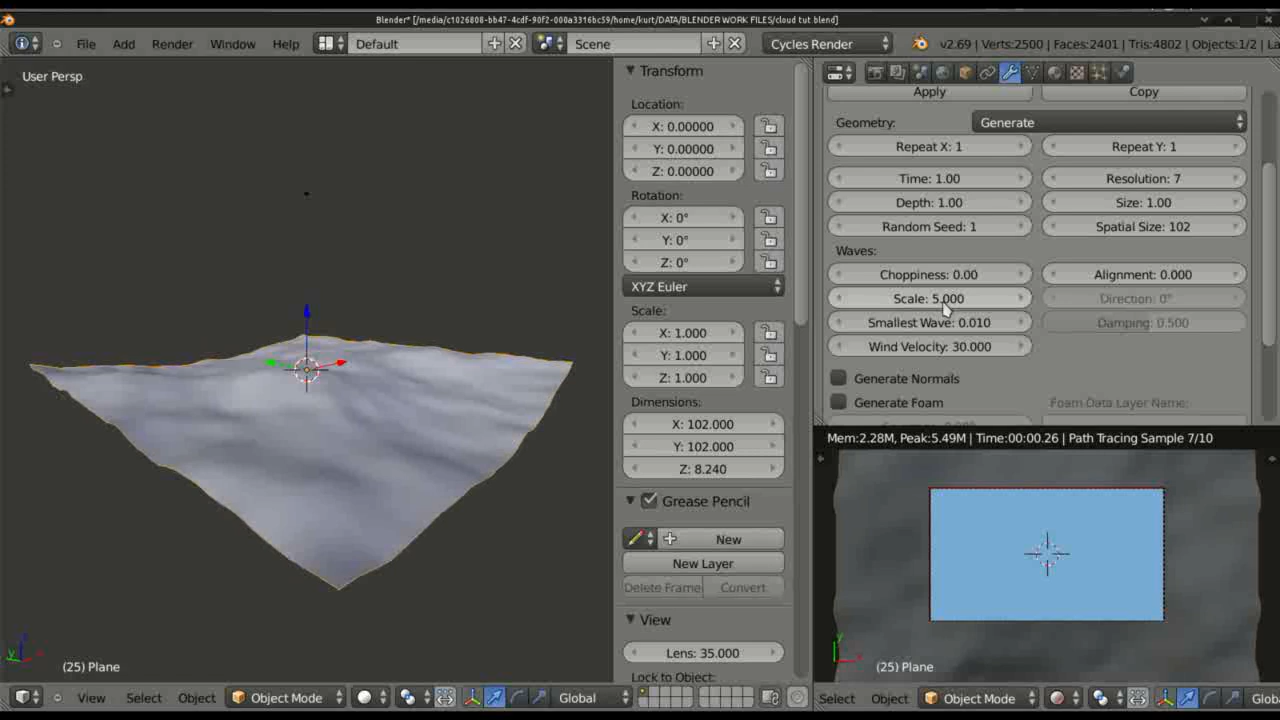 Blender* [/media/c1026808-bb47-4cdf-90f2-000a3316bc59/home/kurt/DATA/BLENDER WORK FILES/cloud tut blend]
File Add Render Window Help Default Scene Cycles Render v2.69 | Verts:2500 | Faces:2401 | Tris:4802 | Objects:1/2 | La
User Persp
Transform
Location:
X: 0.00000
Y: 0.00000
Z: 0.00000
Rotation:
X: 0°
Y: 0°
Z: 0°
XYZ Euler
Scale:
X: 1.000
Y: 1.000
Z: 1.000
Dimensions:
X: 102.000
Y: 102.000
Z: 8.240
Grease Pencil
New
New Layer
Delete Frame Convert
View
Lens: 35.000
Lock to Object:
Apply Copy
Geometry: Generate
Repeat X: 1 Repeat Y: 1
Time: 1.00 Resolution: 7
Depth: 1.00 Size: 1.00
Random Seed: 1 Spatial Size: 102
Waves:
Choppiness: 0.00 Alignment: 0.000
Scale: 5.000 Direction: 0°
Smallest Wave: 0.010 Damping: 0.500
Wind Velocity: 30.000
Generate Normals
Generate Foam Foam Data Layer Name:
Mem:2.28M, Peak:5.49M | Time:00:00.26 | Path Tracing Sample 7/10
(25) Plane
(25) Plane
View Select Object Object Mode Global
Select Object Object Mode Glob